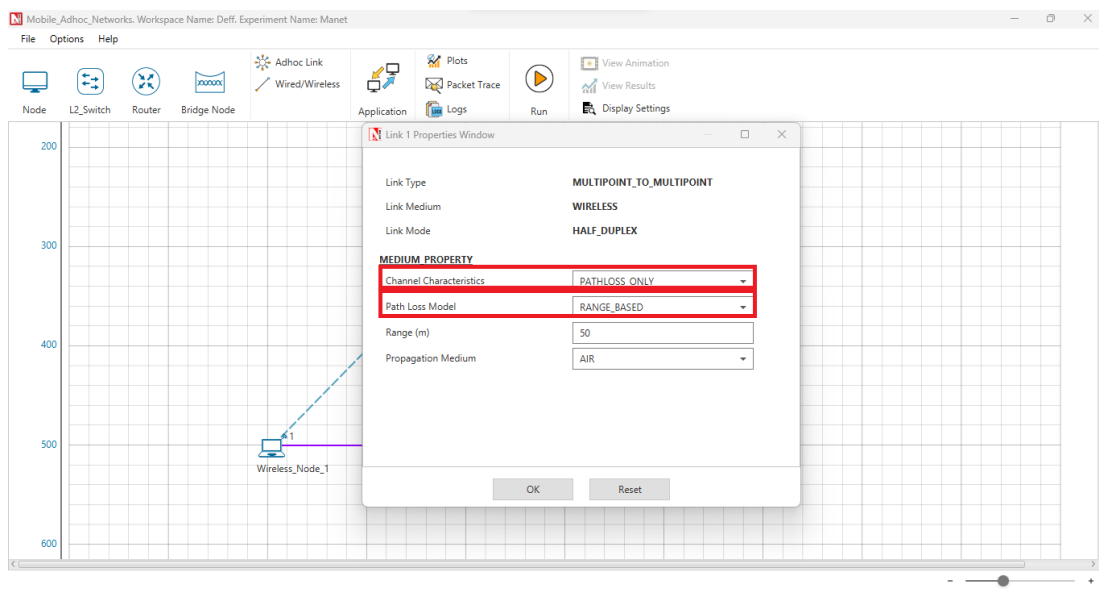 Mobile_Adhoc_Networks. Workspace Name: Deff. Experiment Name: Manet
File Options Help
Adhoc Link
Wired/Wireless
Plots
Packet Trace
Logs
View Animation
View Results
Display Settings
Node L2_Switch Router Bridge Node Application Run
Link 1 Properties Window
Link Type MULTIPOINT_TO_MULTIPOINT
Link Medium WIRELESS
Link Mode HALF_DUPLEX
MEDIUM_PROPERTY
Channel Characteristics PATHLOSS_ONLY
Path Loss Model RANGE_BASED
Range (m) 50
Propagation Medium AIR
OK Reset
200
300
400
500
600
1
Wireless_Node_1